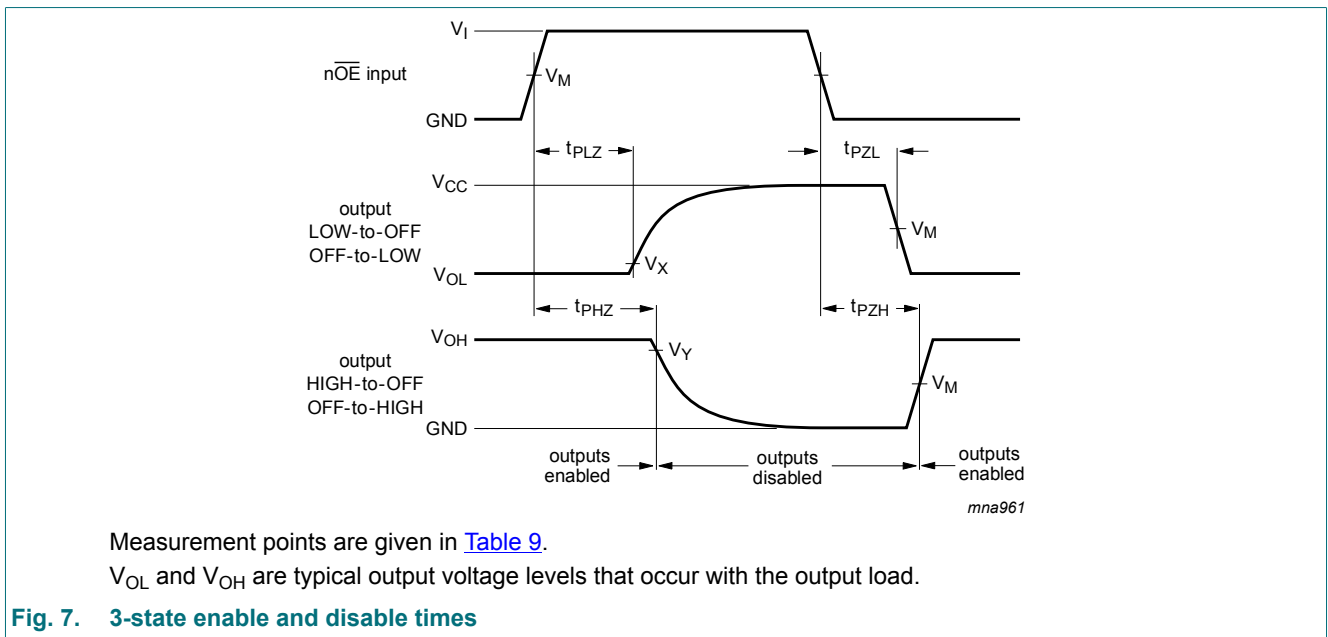 V_I
nOE input
V_M
GND
t_PLZ
t_PZL
V_CC
output
LOW-to-OFF
OFF-to-LOW
V_M
V_X
V_OL
t_PHZ
t_PZH
V_OH
output
HIGH-to-OFF
OFF-to-HIGH
V_Y
V_M
GND
outputs
enabled
outputs
disabled
outputs
enabled
mna961
Measurement points are given in Table 9.
V_OL and V_OH are typical output voltage levels that occur with the output load.
Fig. 7. 3-state enable and disable times